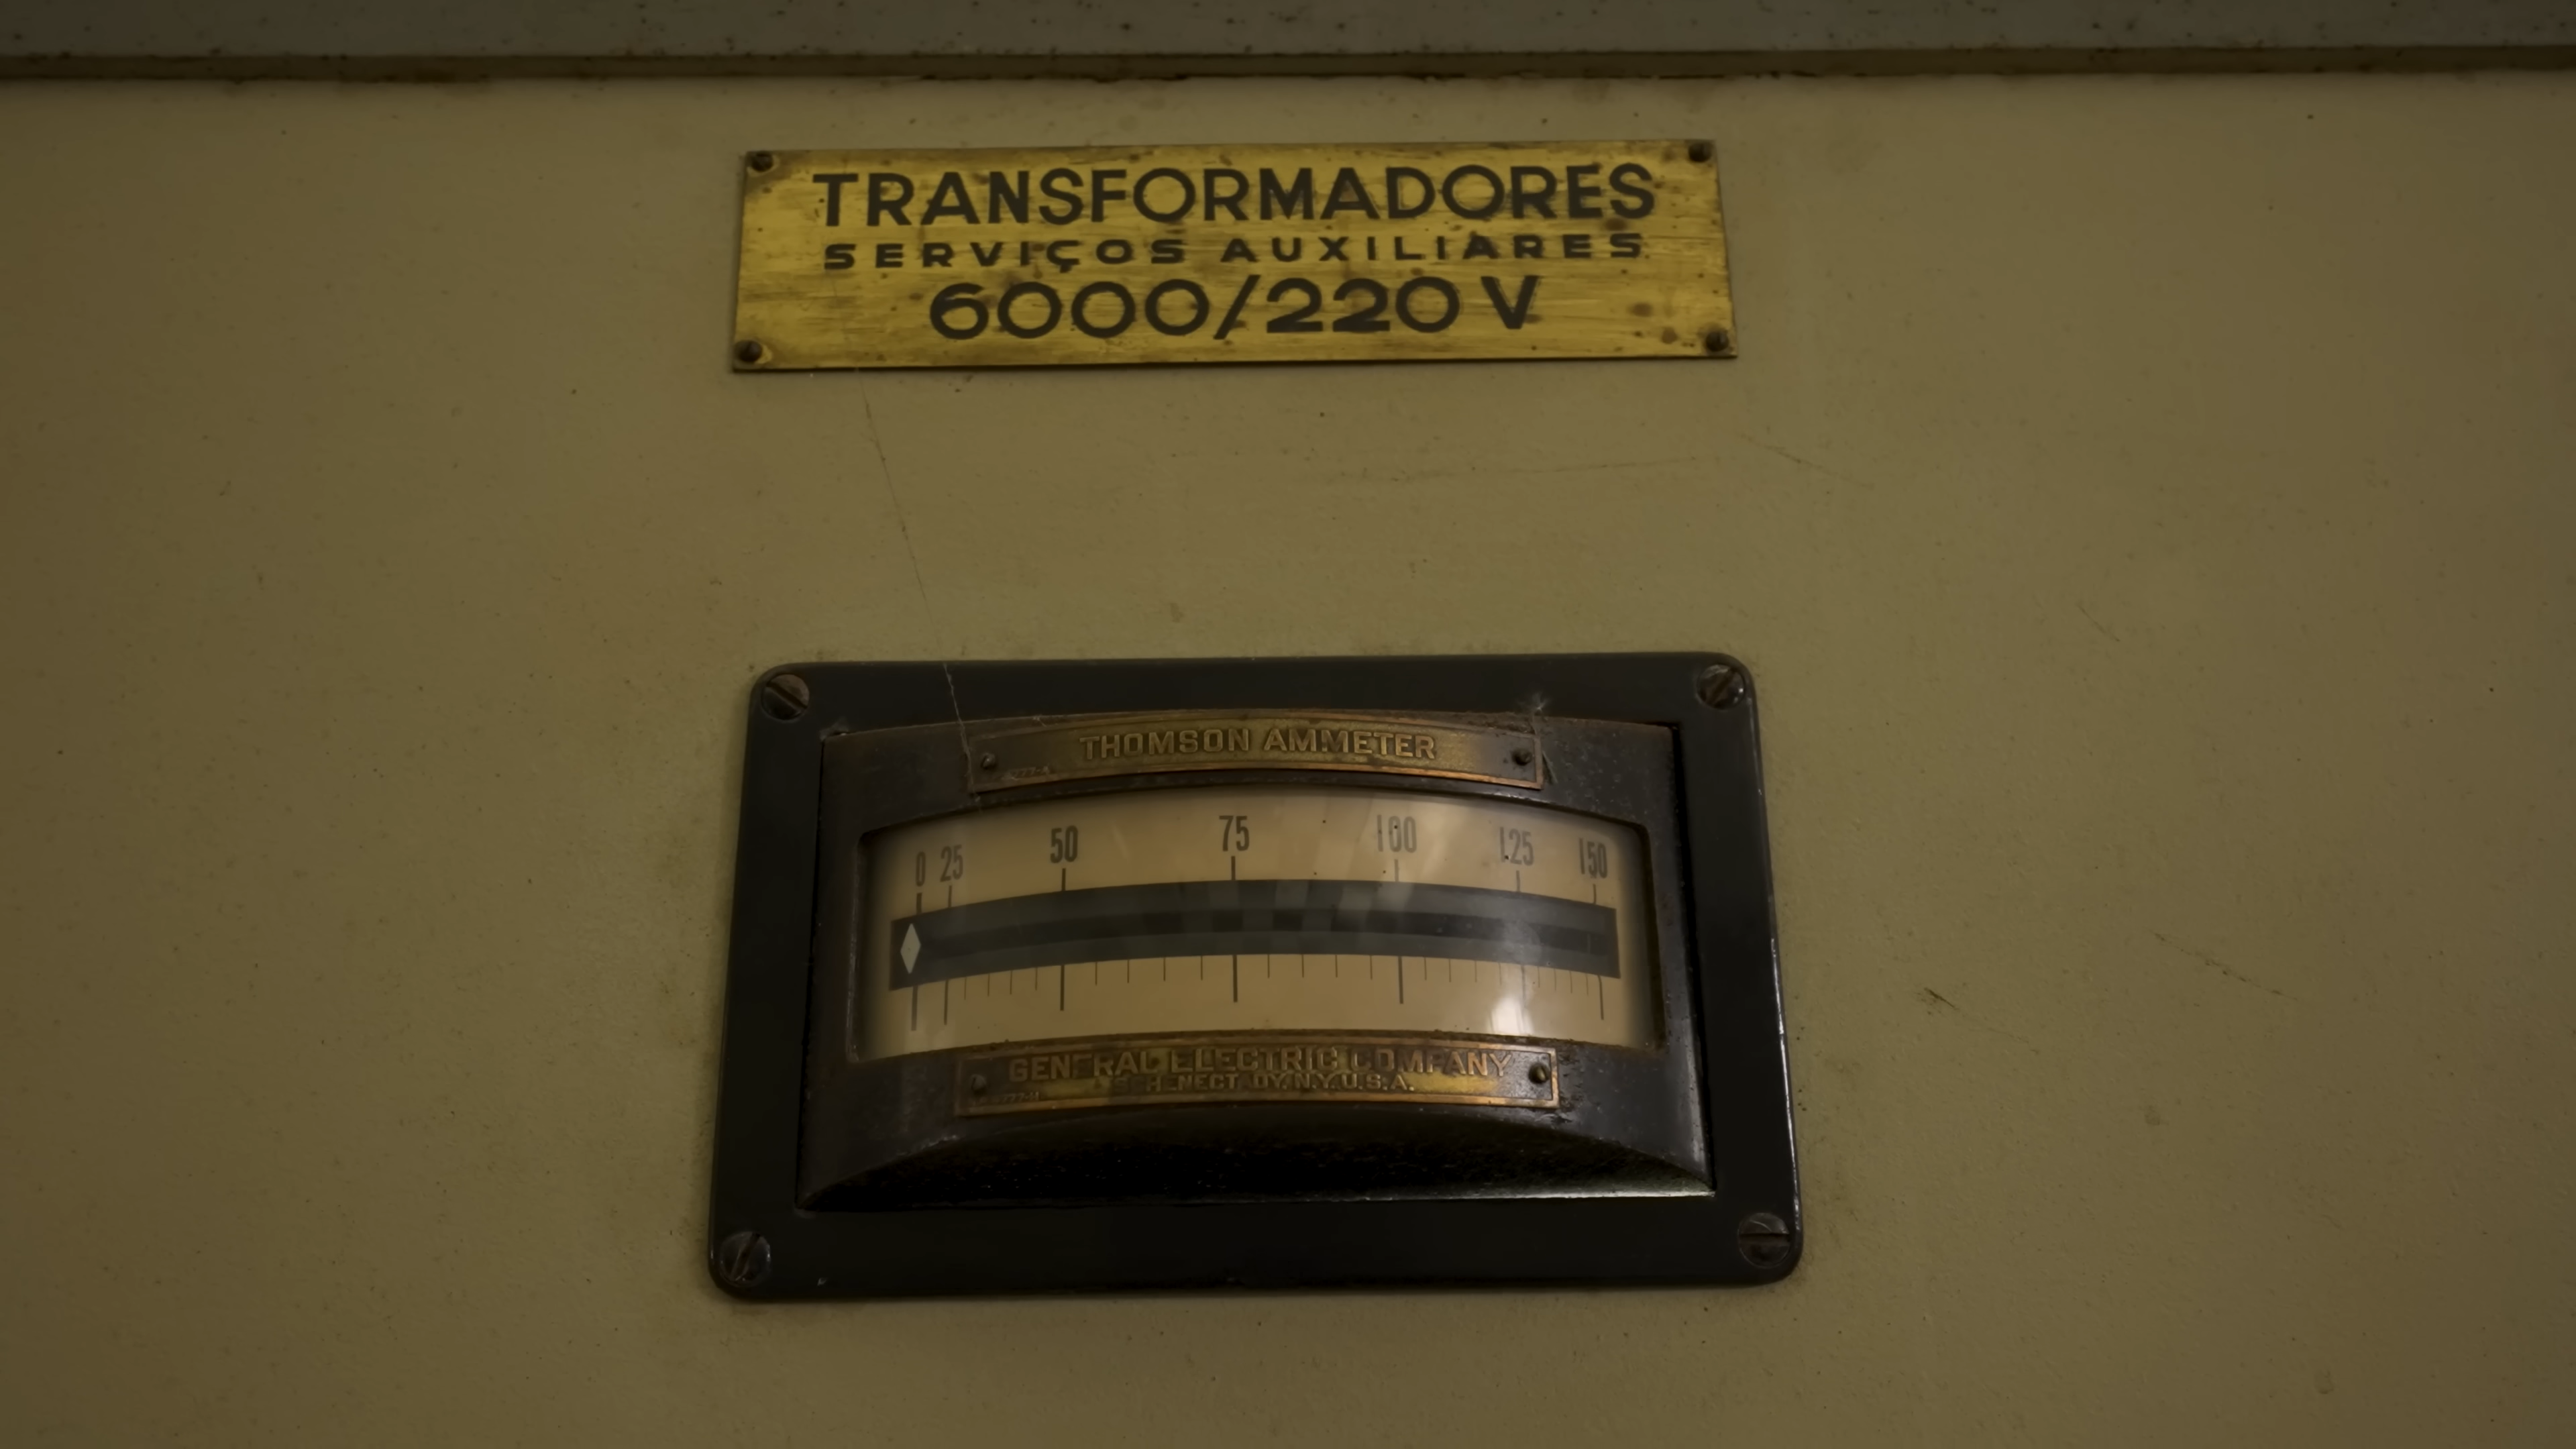 TRANSFORMADORES
SERVIÇOS AUXILIARES
6000/220 V
THOMSON AMMETER
0 25 50 75 100 125 150
GENERAL ELECTRIC COMPANY
SCHENECTADY, N.Y. U.S.A.